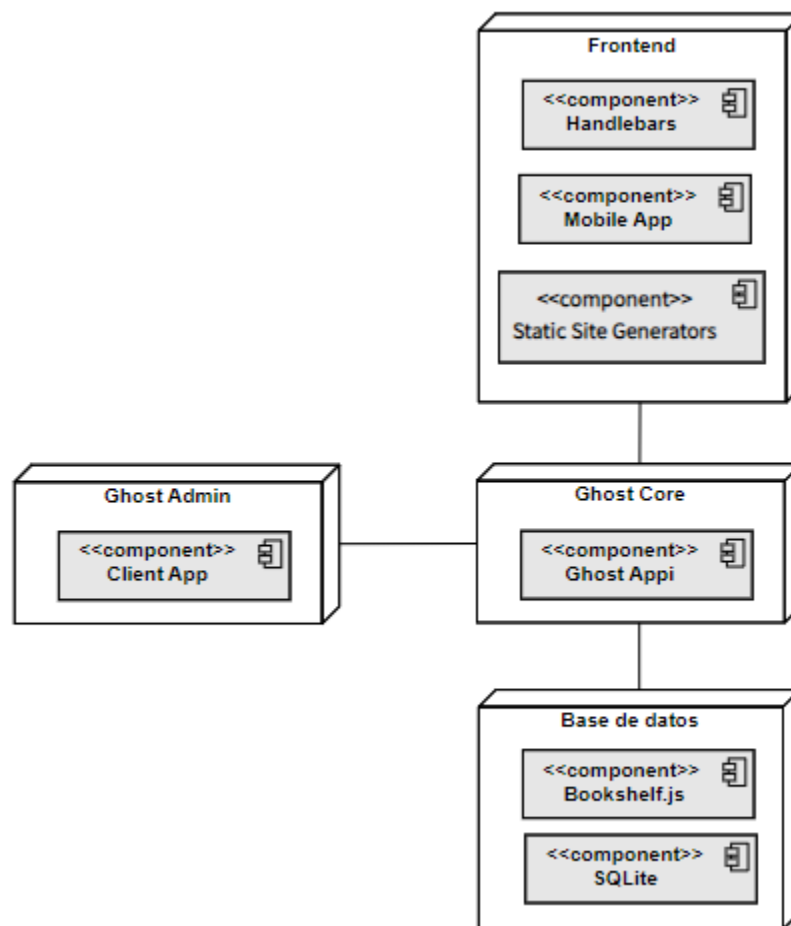 Frontend
<<component>>
Handlebars
<<component>>
Mobile App
<<component>>
Static Site Generators
Ghost Admin
<<component>>
Client App
Ghost Core
<<component>>
Ghost Appi
Base de datos
<<component>>
Bookshelf.js
<<component>>
SQLite